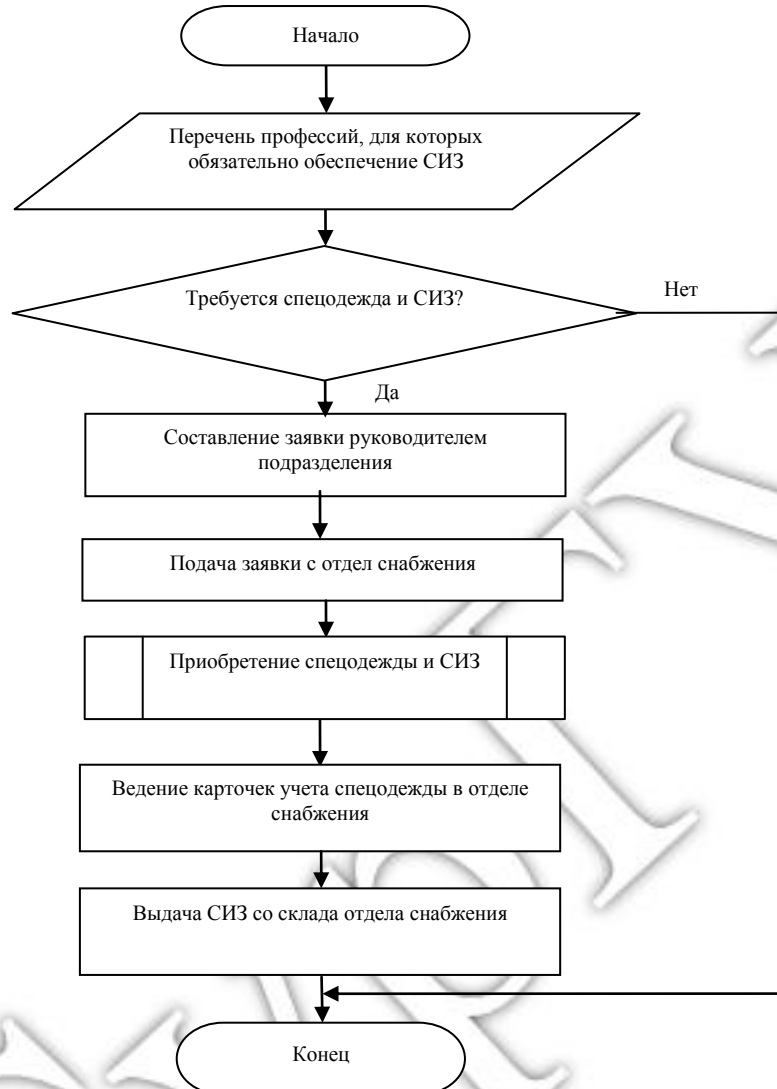 Начало
Перечень профессий, для которых
обязательно обеспечение СИЗ
Требуется спецодежда и СИЗ?
Нет
Да
Составление заявки руководителем
подразделения
Подача заявки с отдел снабжения
Приобретение спецодежды и СИЗ
Ведение карточек учета спецодежды в отделе
снабжения
Выдача СИЗ со склада отдела снабжения
Конец